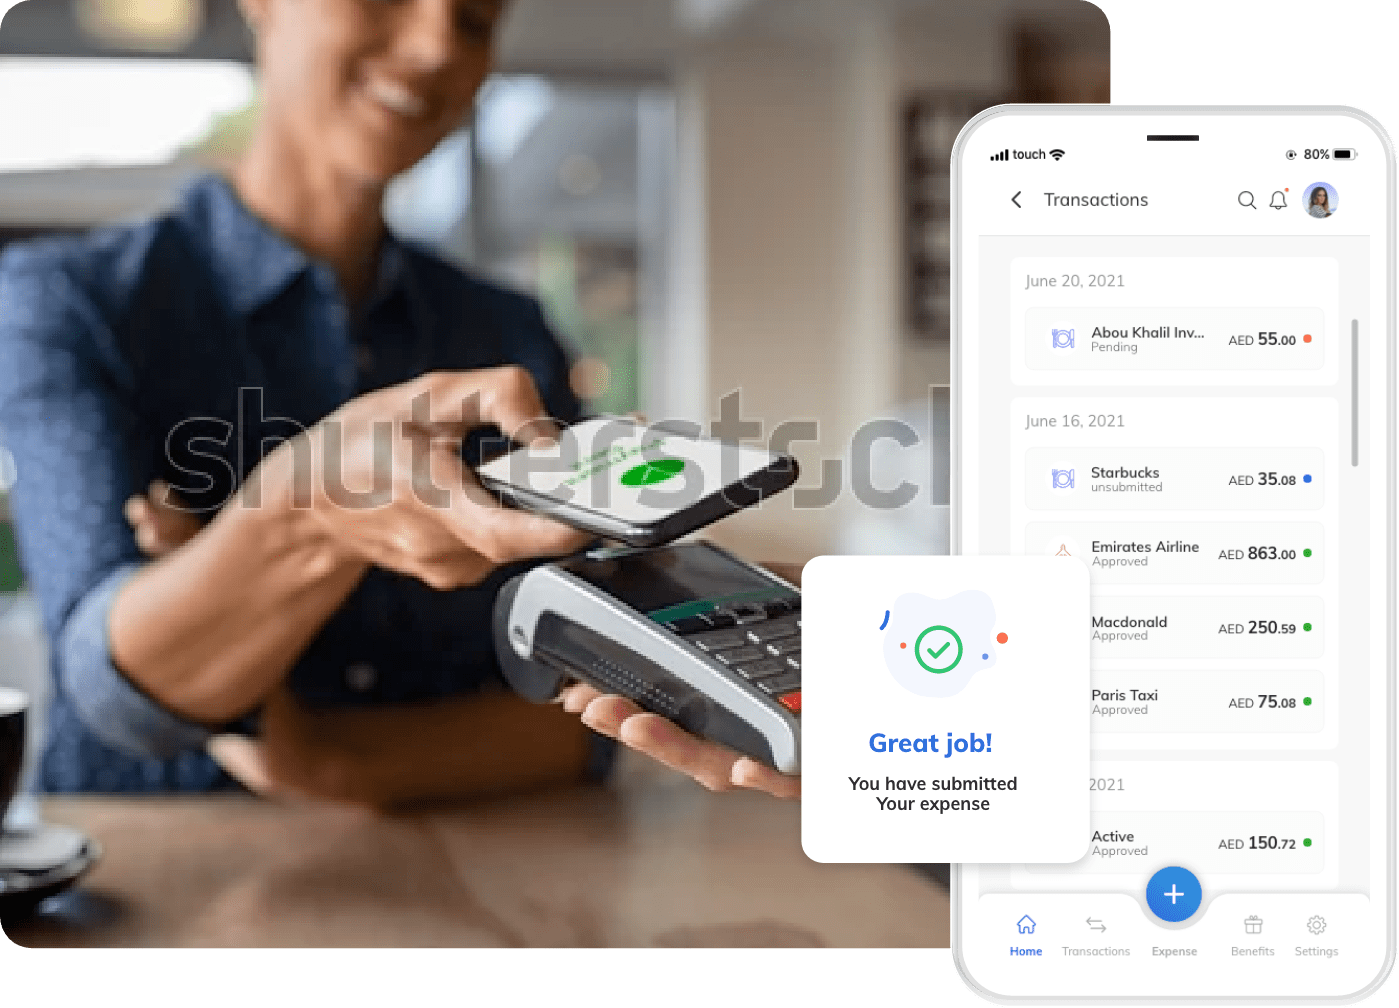 shutterstock
touch
80%
Transactions
June 20, 2021
Abou Khalil Inv...
Pending
AED 55.00
June 16, 2021
Starbucks
unsubmitted
AED 35.08
Emirates Airline
Approved
AED 863.00
Macdonald
Approved
AED 250.59
Paris Taxi
Approved
AED 75.08
2021
Active
Approved
AED 150.72
Great job!
You have submitted
Your expense
Home
Transactions
Expense
Benefits
Settings